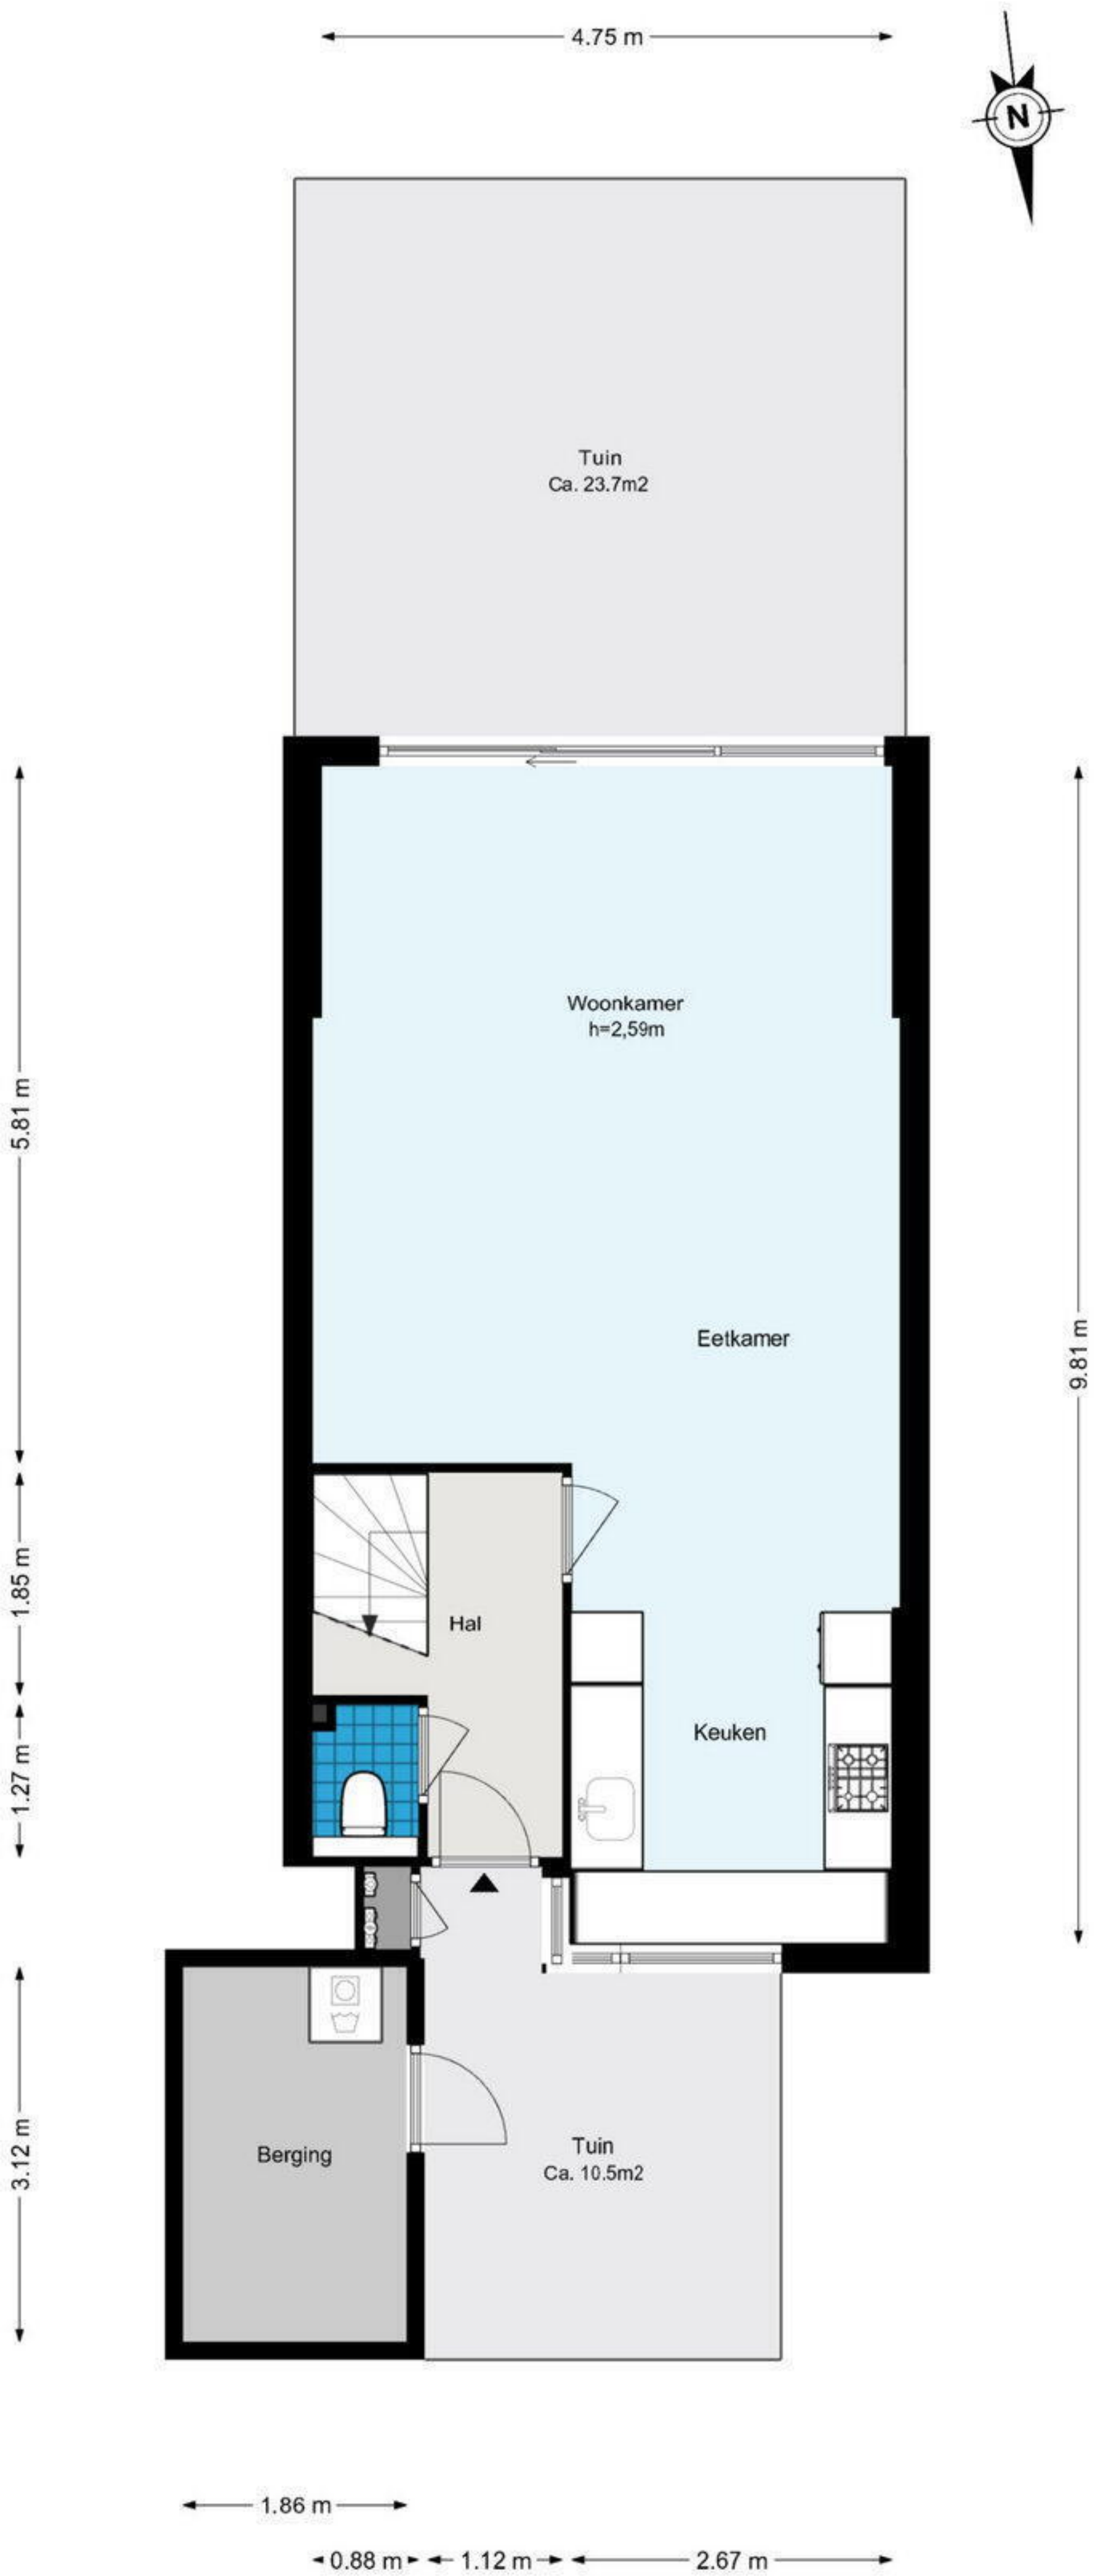 4.75 m
N
Tuin
Ca. 23.7m2
Woonkamer
h=2,59m
5.81 m
Eetkamer
9.81 m
1.85 m
Hal
Keuken
1.27 m
3.12 m
Berging
Tuin
Ca. 10.5m2
1.86 m
0.88 m 1.12 m 2.67 m